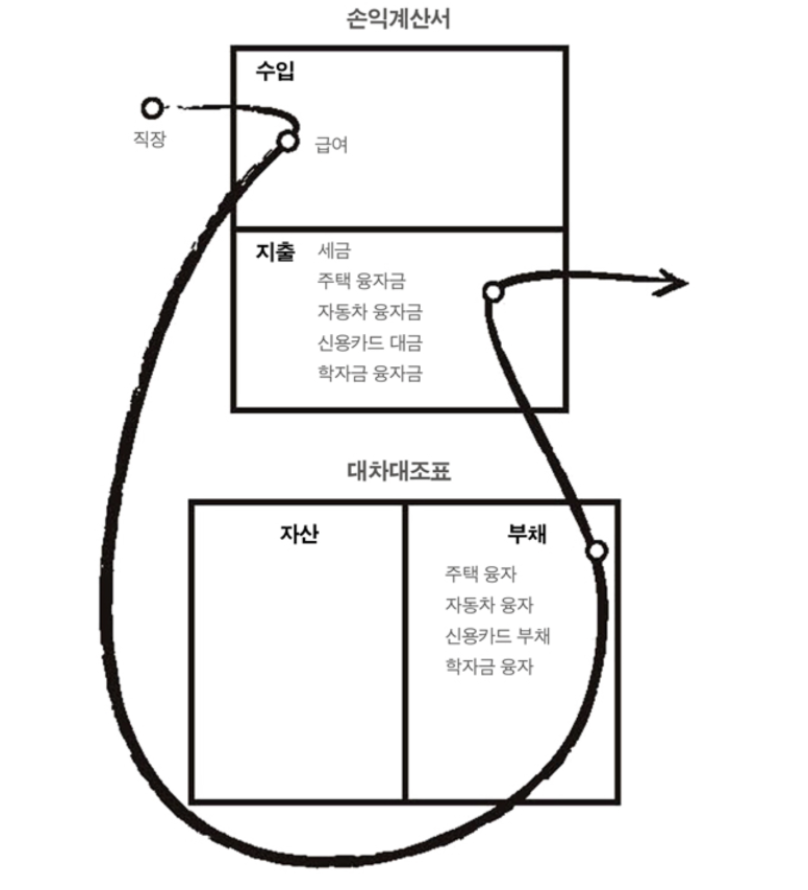 손익계산서
수입
직장
급여
지출
세금
주택 융자금
자동차 융자금
신용카드 대금
학자금 융자금
대차대조표
자산
부채
주택 융자
자동차 융자
신용카드 부채
학자금 융자